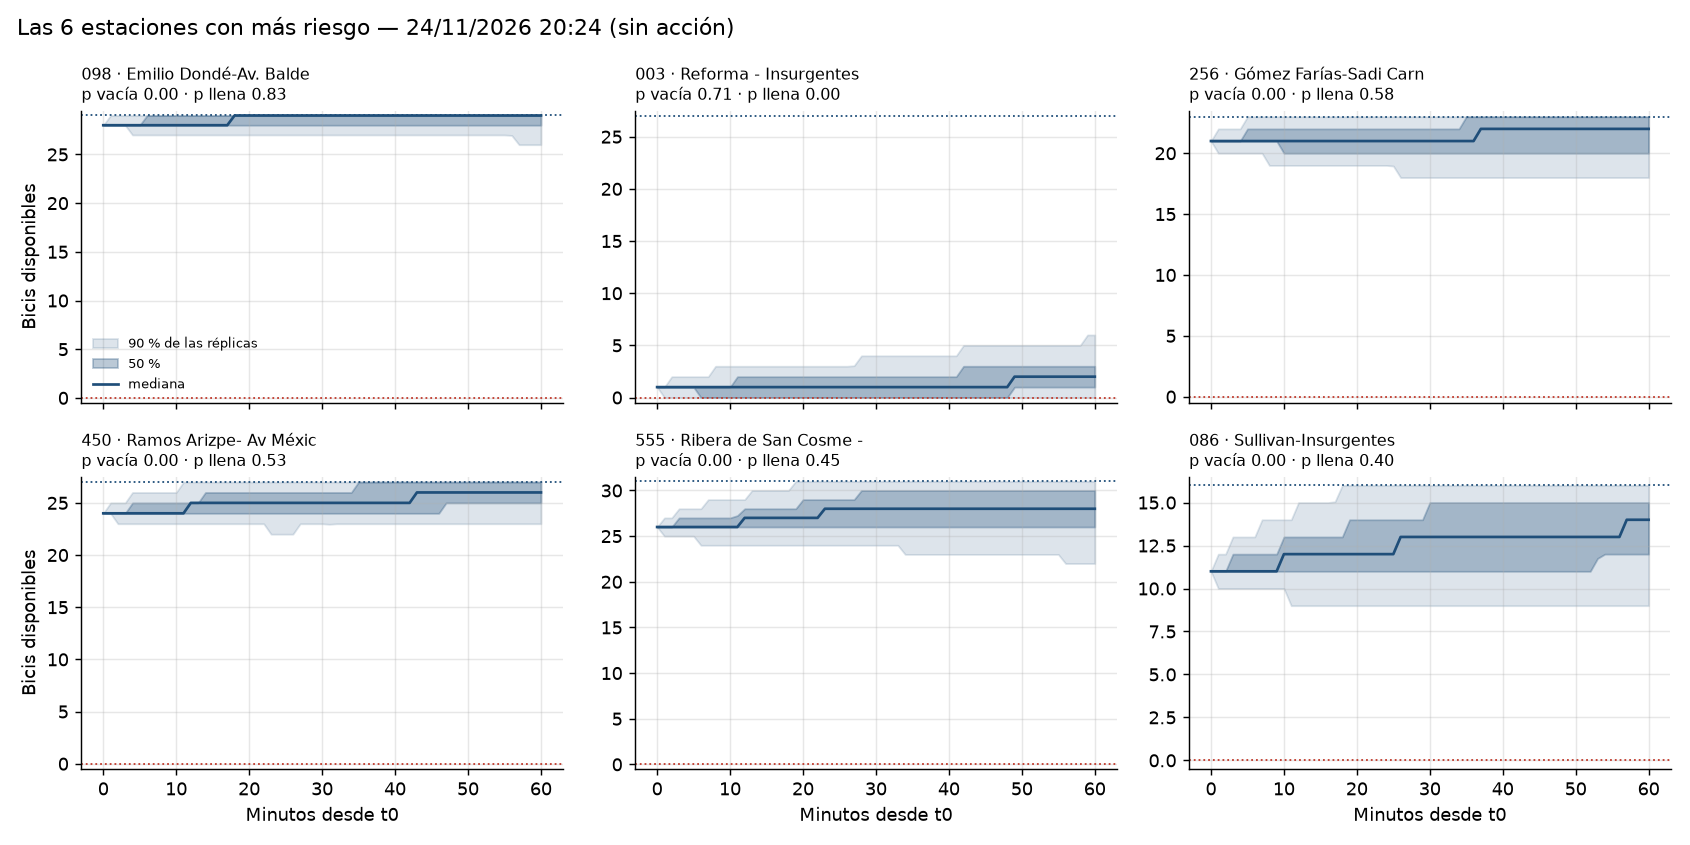 Las 6 estaciones con más riesgo — 24/11/2026 20:24 (sin acción)
098 · Emilio Dondé-Av. Balde
p vacía 0.00 · p llena 0.83
Bicis disponibles
25
20
15
10
5
0
90 % de las réplicas
50 %
mediana
003 · Reforma - Insurgentes
p vacía 0.71 · p llena 0.00
25
20
15
10
5
0
256 · Gómez Farías-Sadi Carn
p vacía 0.00 · p llena 0.58
20
15
10
5
0
450 · Ramos Arizpe- Av Méxic
p vacía 0.00 · p llena 0.53
Bicis disponibles
25
20
15
10
5
0
0 10 20 30 40 50 60
Minutos desde t0
555 · Ribera de San Cosme -
p vacía 0.00 · p llena 0.45
30
25
20
15
10
5
0
0 10 20 30 40 50 60
Minutos desde t0
086 · Sullivan-Insurgentes
p vacía 0.00 · p llena 0.40
15.0
12.5
10.0
7.5
5.0
2.5
0.0
0 10 20 30 40 50 60
Minutos desde t0